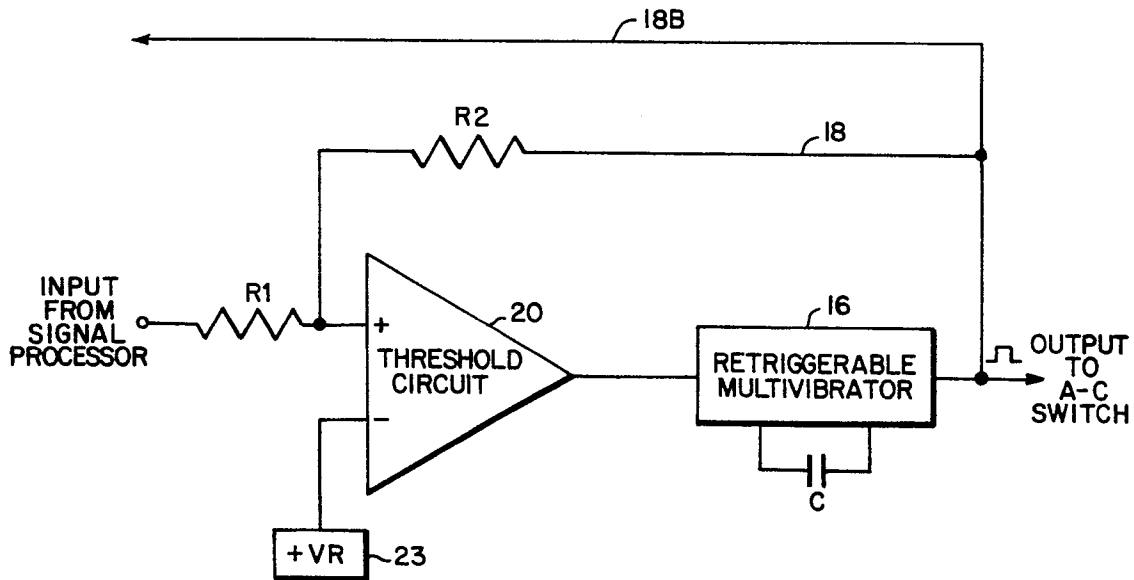 18B
R2
18
INPUT
FROM
SIGNAL
PROCESSOR
R1
+
20
THRESHOLD
CIRCUIT
-
16
RETRIGGERABLE
MULTIVIBRATOR
OUTPUT
TO
A-C
SWITCH
C
+VR
23